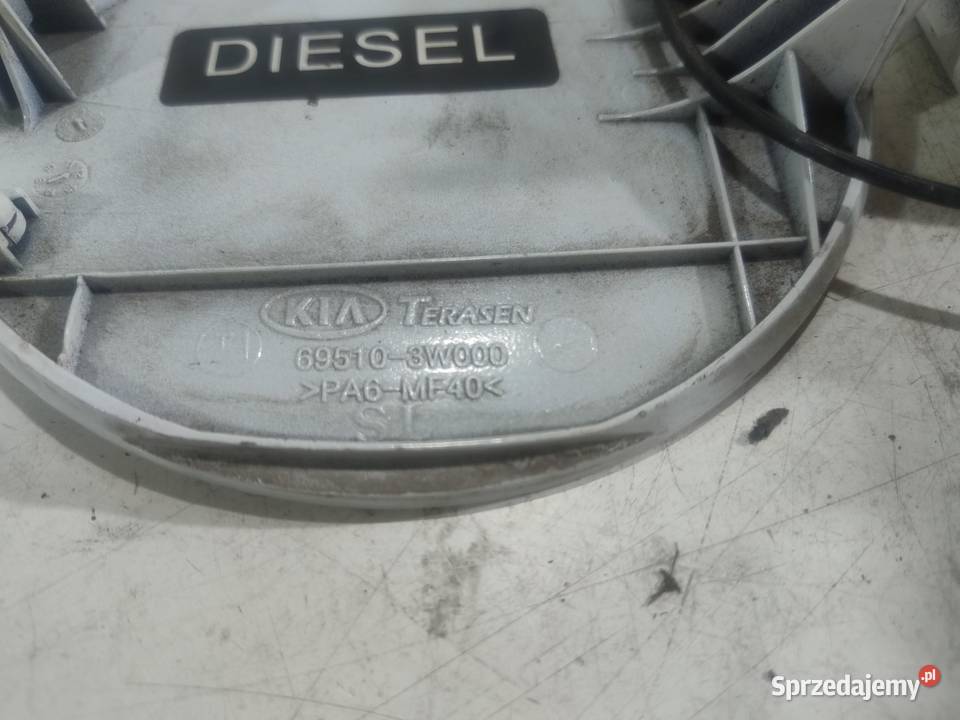 DIESEL
KIA TERASEN
69510-3W000
>PA6-MF40<
SL
Sprzedajemy.pl